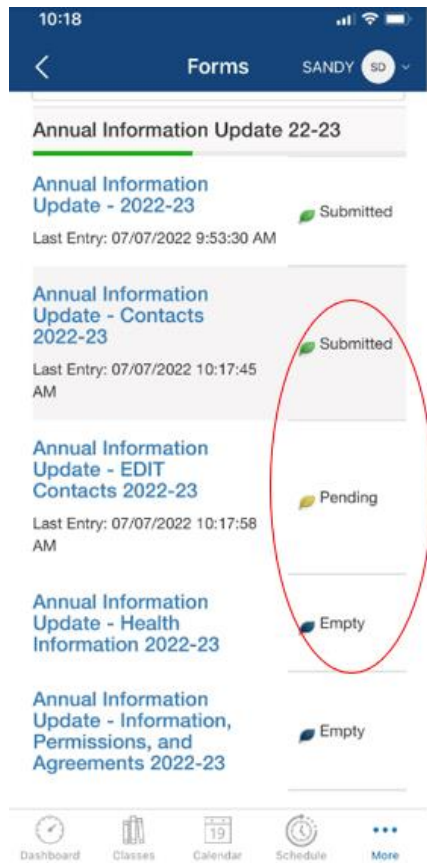 10:18
Forms
SANDY SD
Annual Information Update 22-23
Annual Information
Update - 2022-23
Submitted
Last Entry: 07/07/2022 9:53:30 AM
Annual Information
Update - Contacts
2022-23
Submitted
Last Entry: 07/07/2022 10:17:45
AM
Annual Information
Update - EDIT
Contacts 2022-23
Pending
Last Entry: 07/07/2022 10:17:58
AM
Annual Information
Update - Health
Information 2022-23
Empty
Annual Information
Update - Information,
Permissions, and
Agreements 2022-23
Empty
19
Dashboard Classes Calendar Schedule More